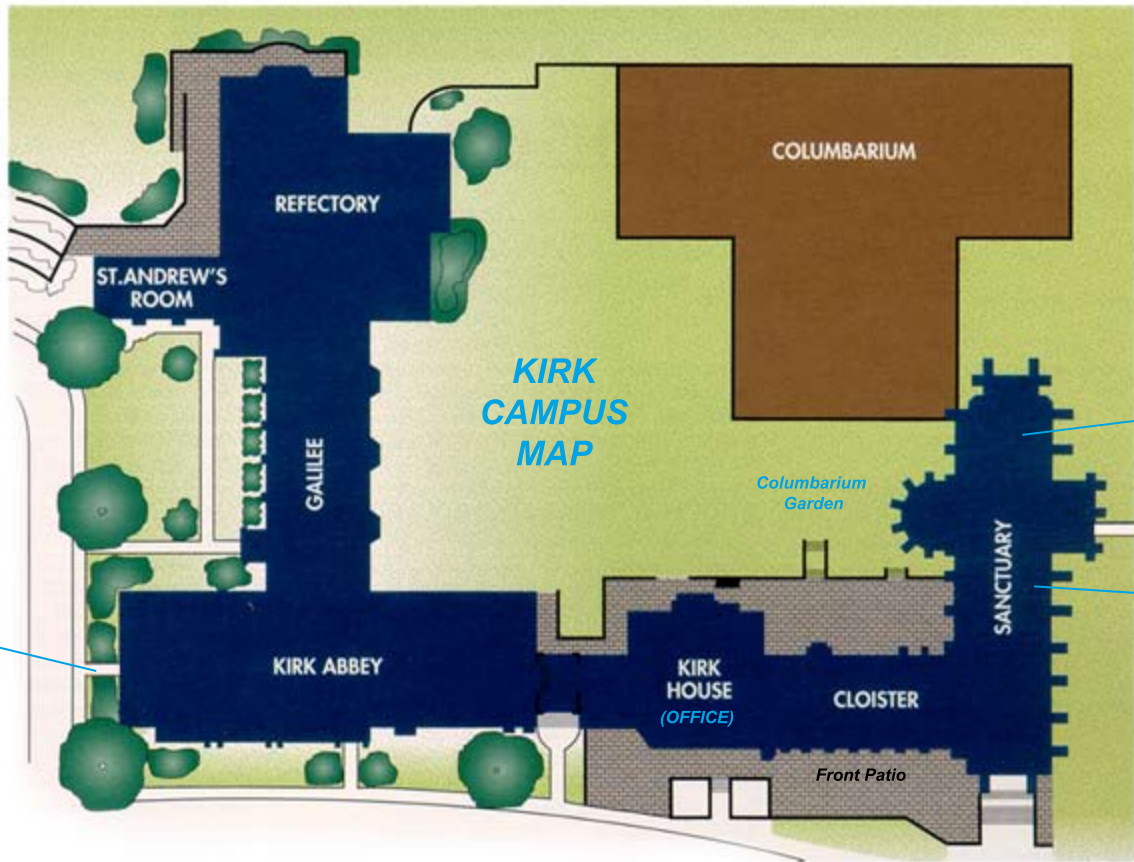 COLUMBARIUM
REFECTORY
ST.ANDREW'S
ROOM
KIRK
CAMPUS
MAP
GALILEE
Columbarium
Garden
SANCTUARY
KIRK ABBEY
KIRK
HOUSE
(OFFICE)
CLOISTER
Front Patio